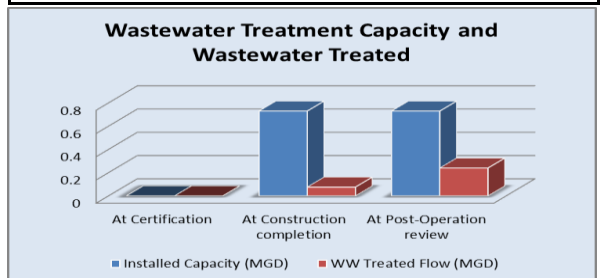 Wastewater Treatment Capacity and
Wastewater Treated
0.8
0.6
0.4
0.2
0
At Certification At Construction At Post-Operation
completion review
Installed Capacity (MGD) WW Treated Flow (MGD)